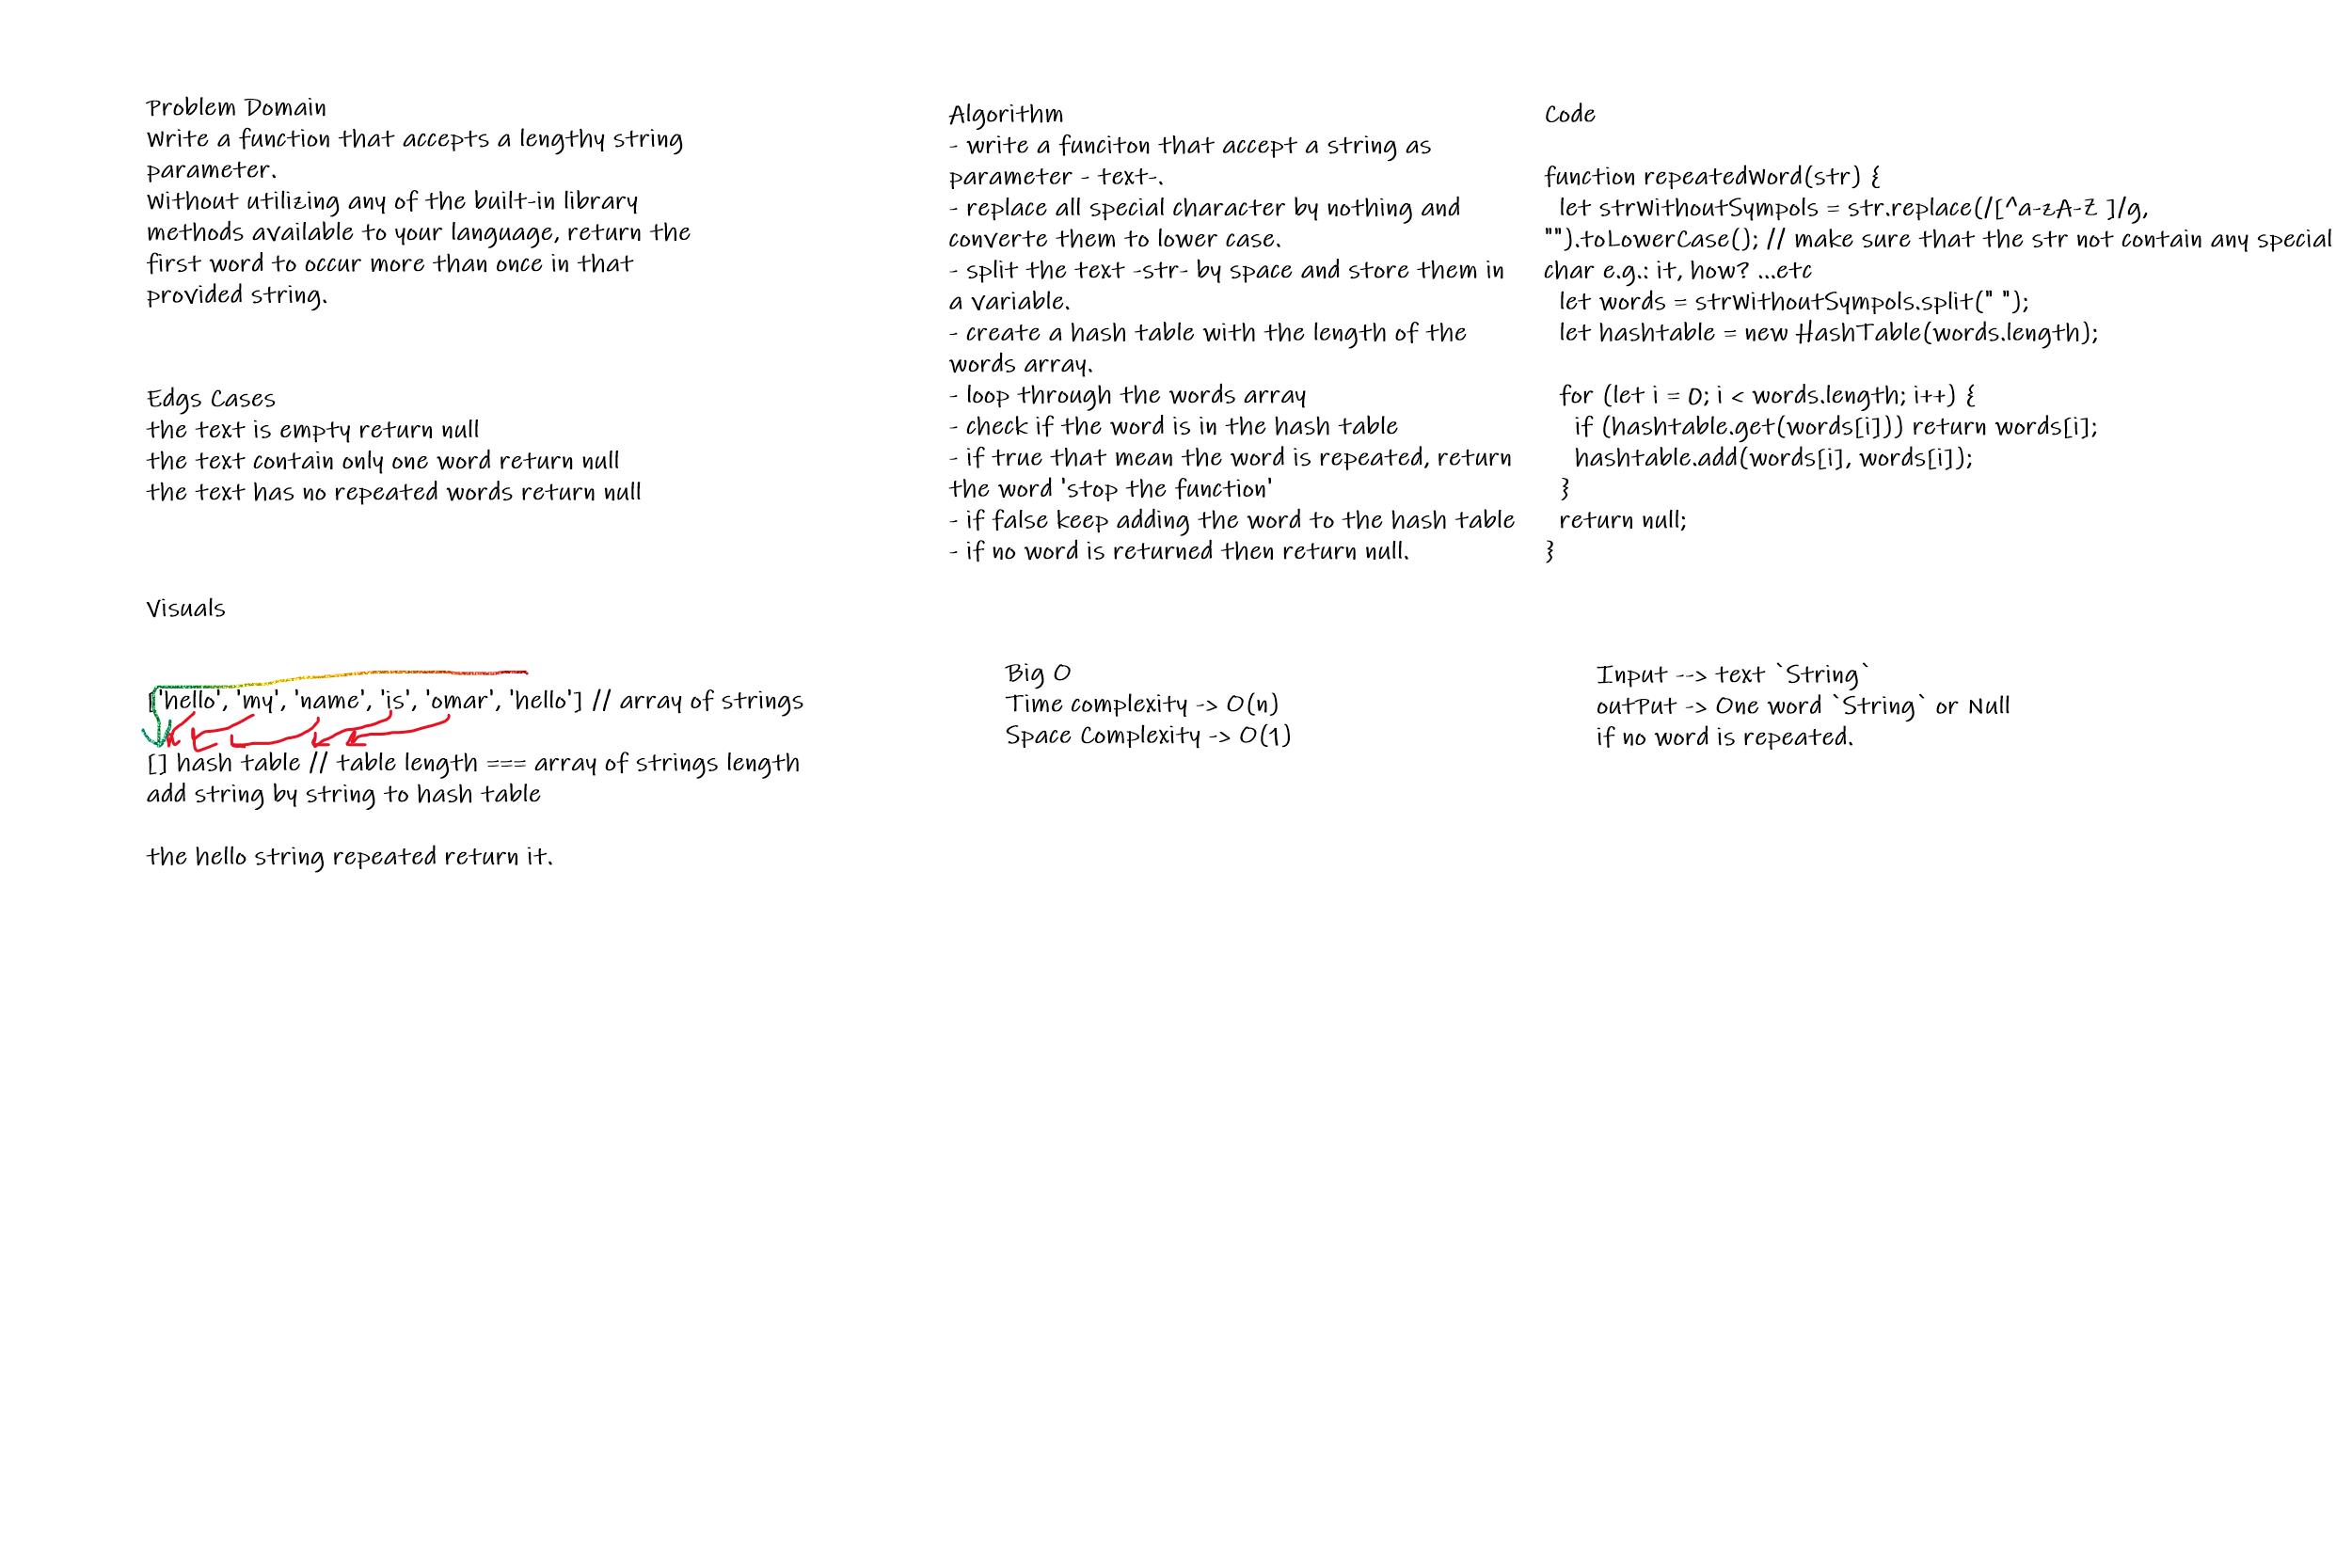 Problem Domain
Write a function that accepts a lengthy string
parameter.
Without utilizing any of the built-in library
methods available to your language, return the
first word to occur more than once in that
provided string.
Edgs Cases
the text is empty return null
the text contain only one word return null
the text has no repeated words return null
Visuals
['hello', 'my', 'name', 'is', 'omar', 'hello'] // array of strings
[] hash table // table length === array of strings length
add string by string to hash table
the hello string repeated return it.
Algorithm
- write a funciton that accept a string as
parameter - text-.
- replace all special character by nothing and
converte them to lower case.
- split the text -str- by space and store them in
a variable.
- create a hash table with the length of the
words array.
- loop through the words array
- check if the word is in the hash table
- if true that mean the word is repeated, return
the word 'stop the function'
- if false keep adding the word to the hash table
- if no word is returned then return null.
Big O
Time complexity -> O(n)
Space Complexity -> O(1)
Code
function repeatedWord(str) {
let strWithoutSympols = str.replace(/[^a-zA-Z ]/g,
"").toLowerCase(); // make sure that the str not contain any special
char e.g.: it, how? ...etc
let words = strWithoutSympols.split(" ");
let hashtable = new HashTable(words.length);
for (let i = 0; i < words.length; i++) {
if (hashtable.get(words[i])) return words[i];
hashtable.add(words[i], words[i]);
}
return null;
}
Input --> text `String`
outPut -> One word `String` or Null
if no word is repeated.